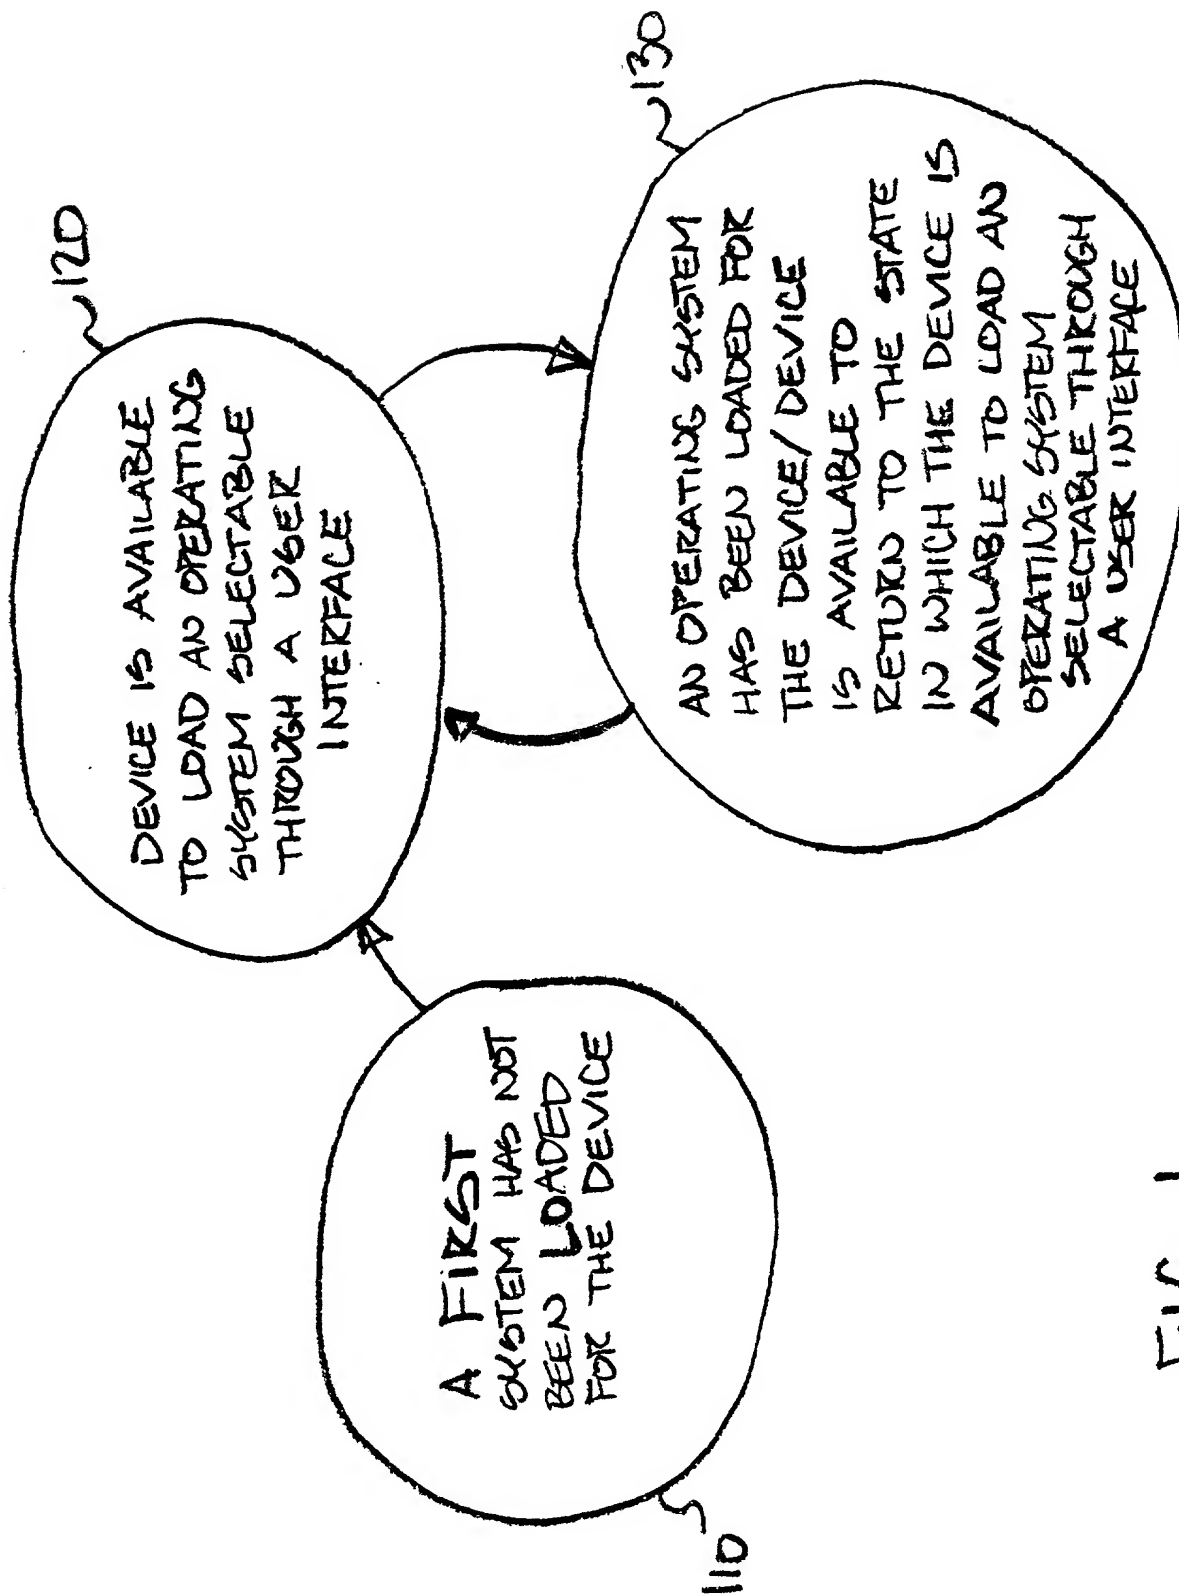 120
DEVICE IS AVAILABLE
TO LOAD AN OPERATING
SYSTEM SELECTABLE
THROUGH A USER
INTERFACE
130
AN OPERATING SYSTEM
HAS BEEN LOADED FOR
THE DEVICE/DEVICE
IS AVAILABLE TO
RETURN TO THE STATE
IN WHICH THE DEVICE IS
AVAILABLE TO LOAD AN
OPERATING SYSTEM
SELECTABLE THROUGH
A USER INTERFACE
A FIRST
SYSTEM HAS NOT
BEEN LOADED
FOR THE DEVICE
110
FIG. 1